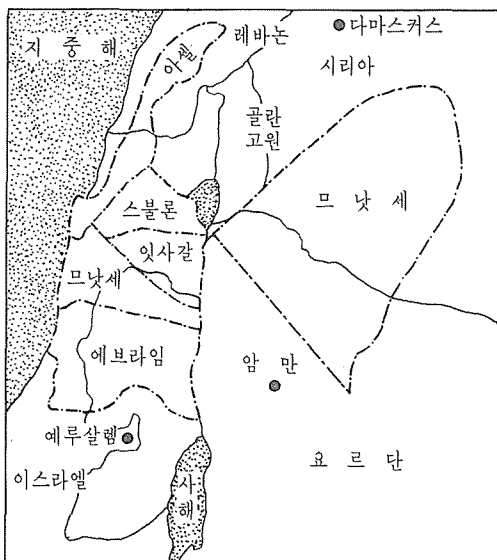 지중해
아셀
레바논
다마스커스
시리아
골란
고원
므낫세
스블론
잇사갈
므낫세
에브라임
암만
예루살렘
이스라엘
사해
요르단